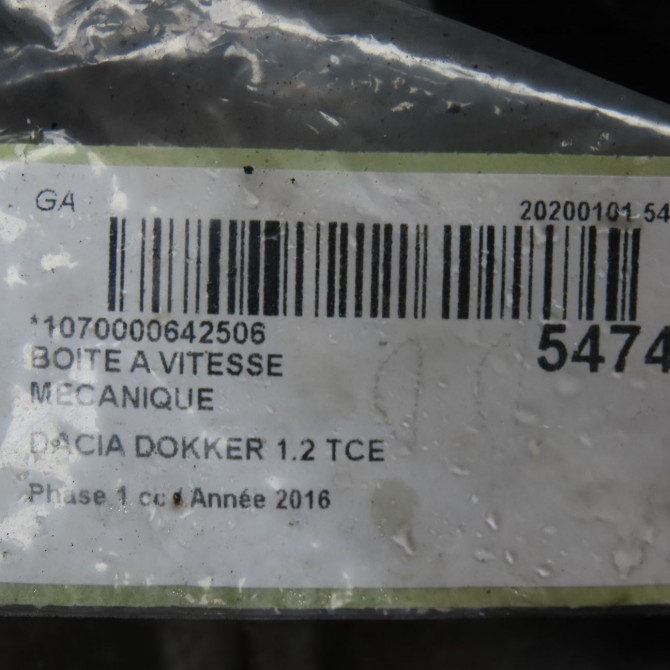 GA
20200101 54
*1070000642506
5474
BOITE A VITESSE
MECANIQUE
DACIA DOKKER 1.2 TCE
Phase 1 Année 2016